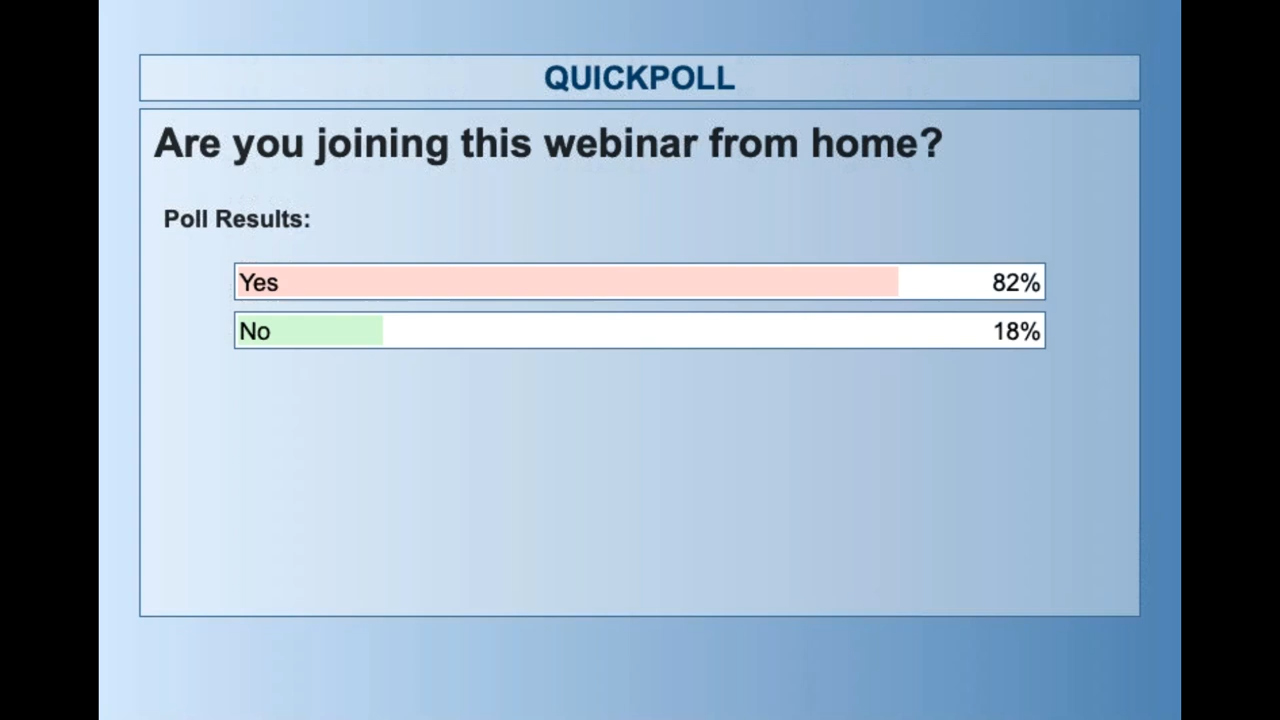 QUICKPOLL
Are you joining this webinar from home?
Poll Results:
Yes 82%
No 18%